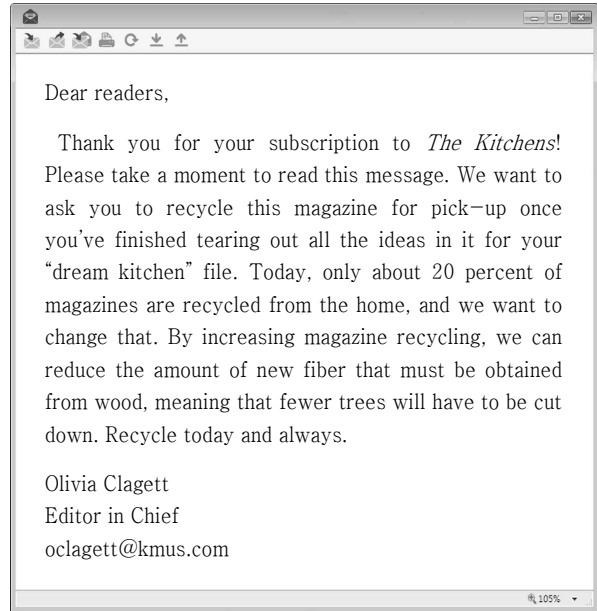 Dear readers,
Thank you for your subscription to The Kitchens!
Please take a moment to read this message. We want to
ask you to recycle this magazine for pick-up once
you've finished tearing out all the ideas in it for your
“dream kitchen” file. Today, only about 20 percent of
magazines are recycled from the home, and we want to
change that. By increasing magazine recycling, we can
reduce the amount of new fiber that must be obtained
from wood, meaning that fewer trees will have to be cut
down. Recycle today and always.
Olivia Clagett
Editor in Chief
oclagett@kmus.com
105%